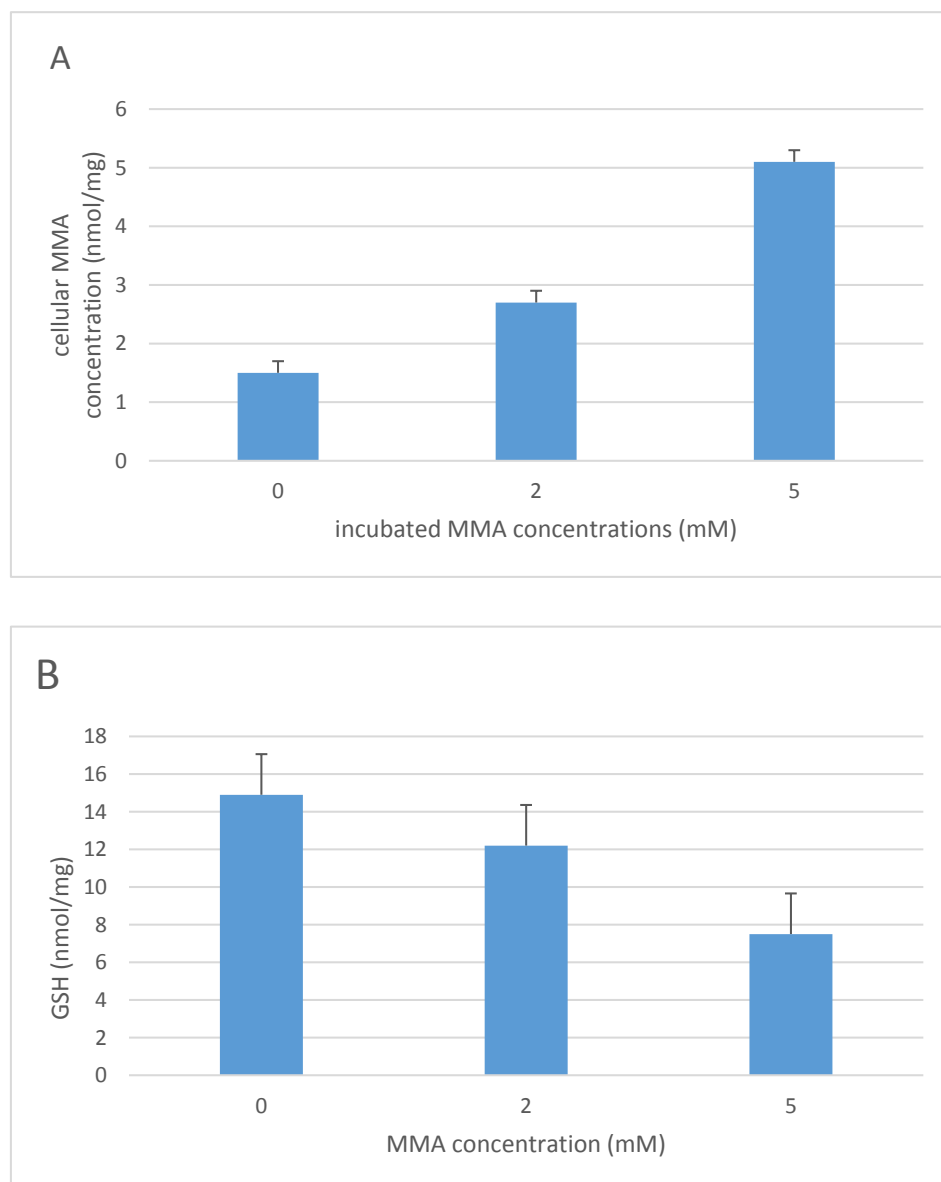 A
6
5
4
3
2
1
0
cellular MMA
concentration (nmol/mg)
0 2 5
incubated MMA concentrations (mM)
B
18
16
14
12
10
8
6
4
2
0
GSH (nmol/mg)
0 2 5
MMA concentration (mM)